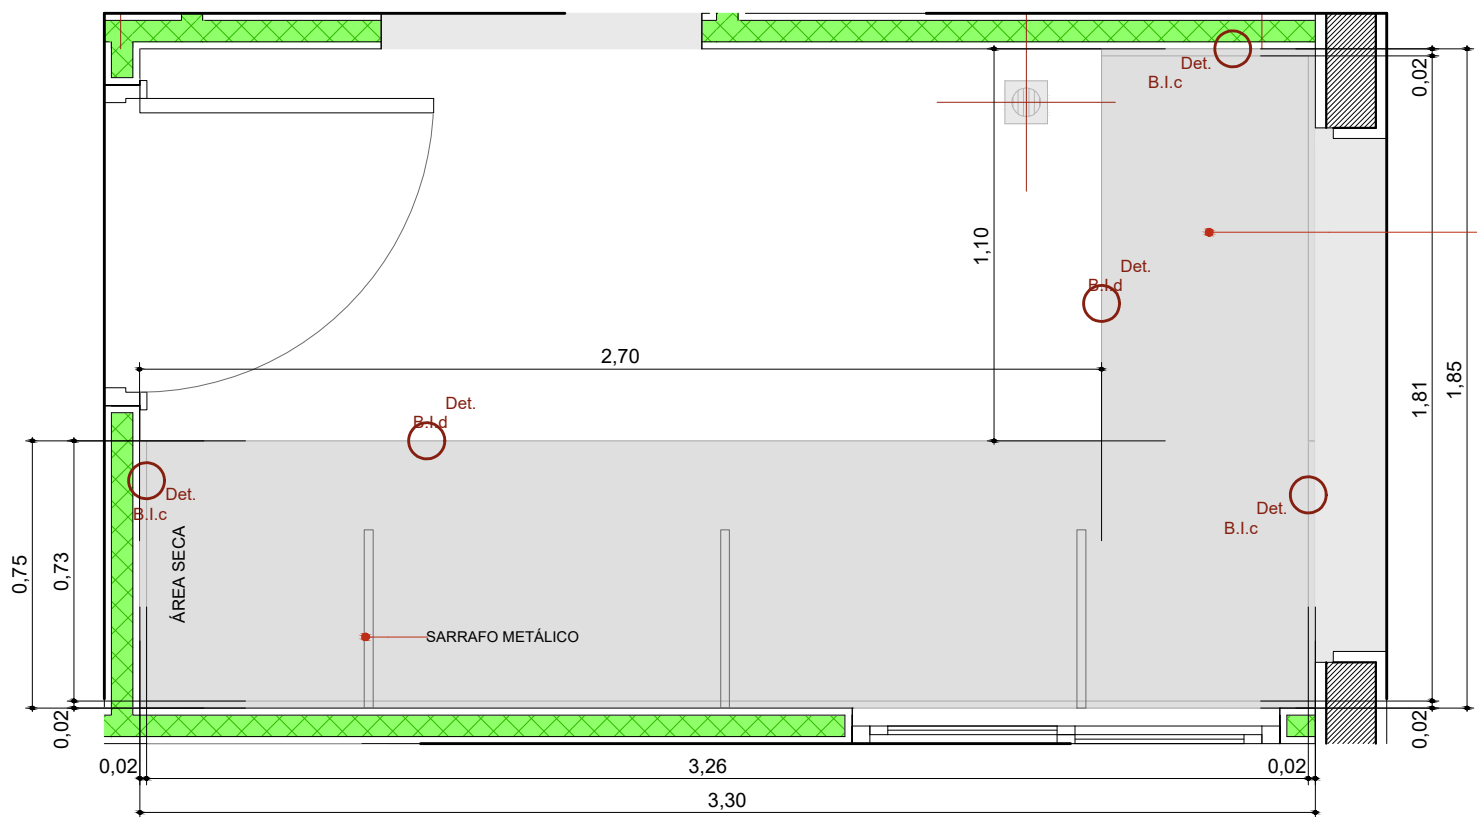 Det.
B.I.c
0,02
1,10
Det.
B.I.d
2,70
1,81
1,85
Det.
B.I.d
Det.
B.I.c
Det.
B.I.c
ÁREA SECA
0,75
0,73
SARRAFO METÁLICO
0,02
0,02
0,02
3,26
0,02
3,30